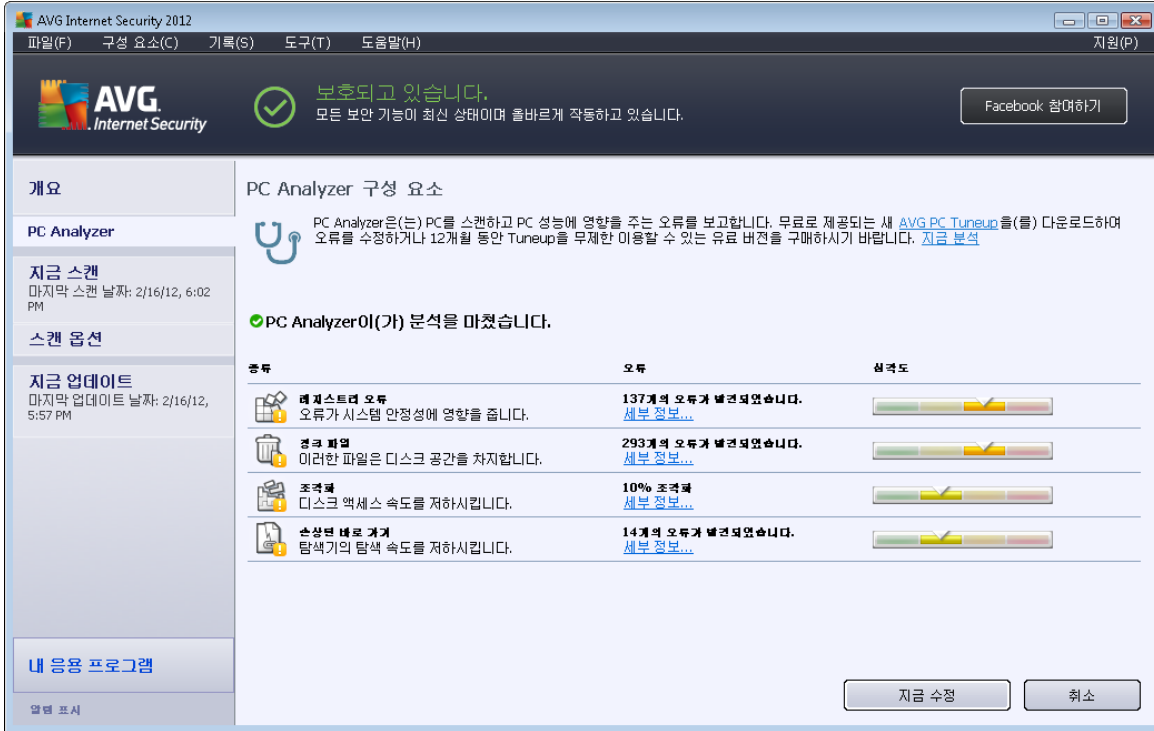 AVG Internet Security 2012
파일(F) 구성 요소(C) 기록(S) 도구(T) 도움말(H) 지원(P)
AVG.
Internet Security
보호되고 있습니다.
모든 보안 기능이 최신 상태이며 올바르게 작동하고 있습니다.
Facebook 참여하기
개요
PC Analyzer
지금 스캔
마지막 스캔 날짜: 2/16/12, 6:02
PM
스캔 옵션
지금 업데이트
마지막 업데이트 날짜: 2/16/12,
5:57 PM
내 응용 프로그램
알림 표시
PC Analyzer 구성 요소
PC Analyzer은(는) PC를 스캔하고 PC 성능에 영향을 주는 오류를 보고합니다. 무료로 제공되는 새 AVG PC Tuneup을(를) 다운로드하여
오류를 수정하거나 12개월 동안 Tuneup을 무제한 이용할 수 있는 유료 버전을 구매하시기 바랍니다. 지금 분석
PC Analyzer이(가) 분석을 마쳤습니다.
종류 오류 심각도
레지스트리 오류
오류가 시스템 안정성에 영향을 줍니다.
137개의 오류가 발견되었습니다.
세부 정보...
정크 파일
이러한 파일은 디스크 공간을 차지합니다.
293개의 오류가 발견되었습니다.
세부 정보...
조각화
디스크 액세스 속도를 저하시킵니다.
10% 조각화
세부 정보...
손상된 바로 가기
탐색기의 탐색 속도를 저하시킵니다.
14개의 오류가 발견되었습니다.
세부 정보...
지금 수정
취소